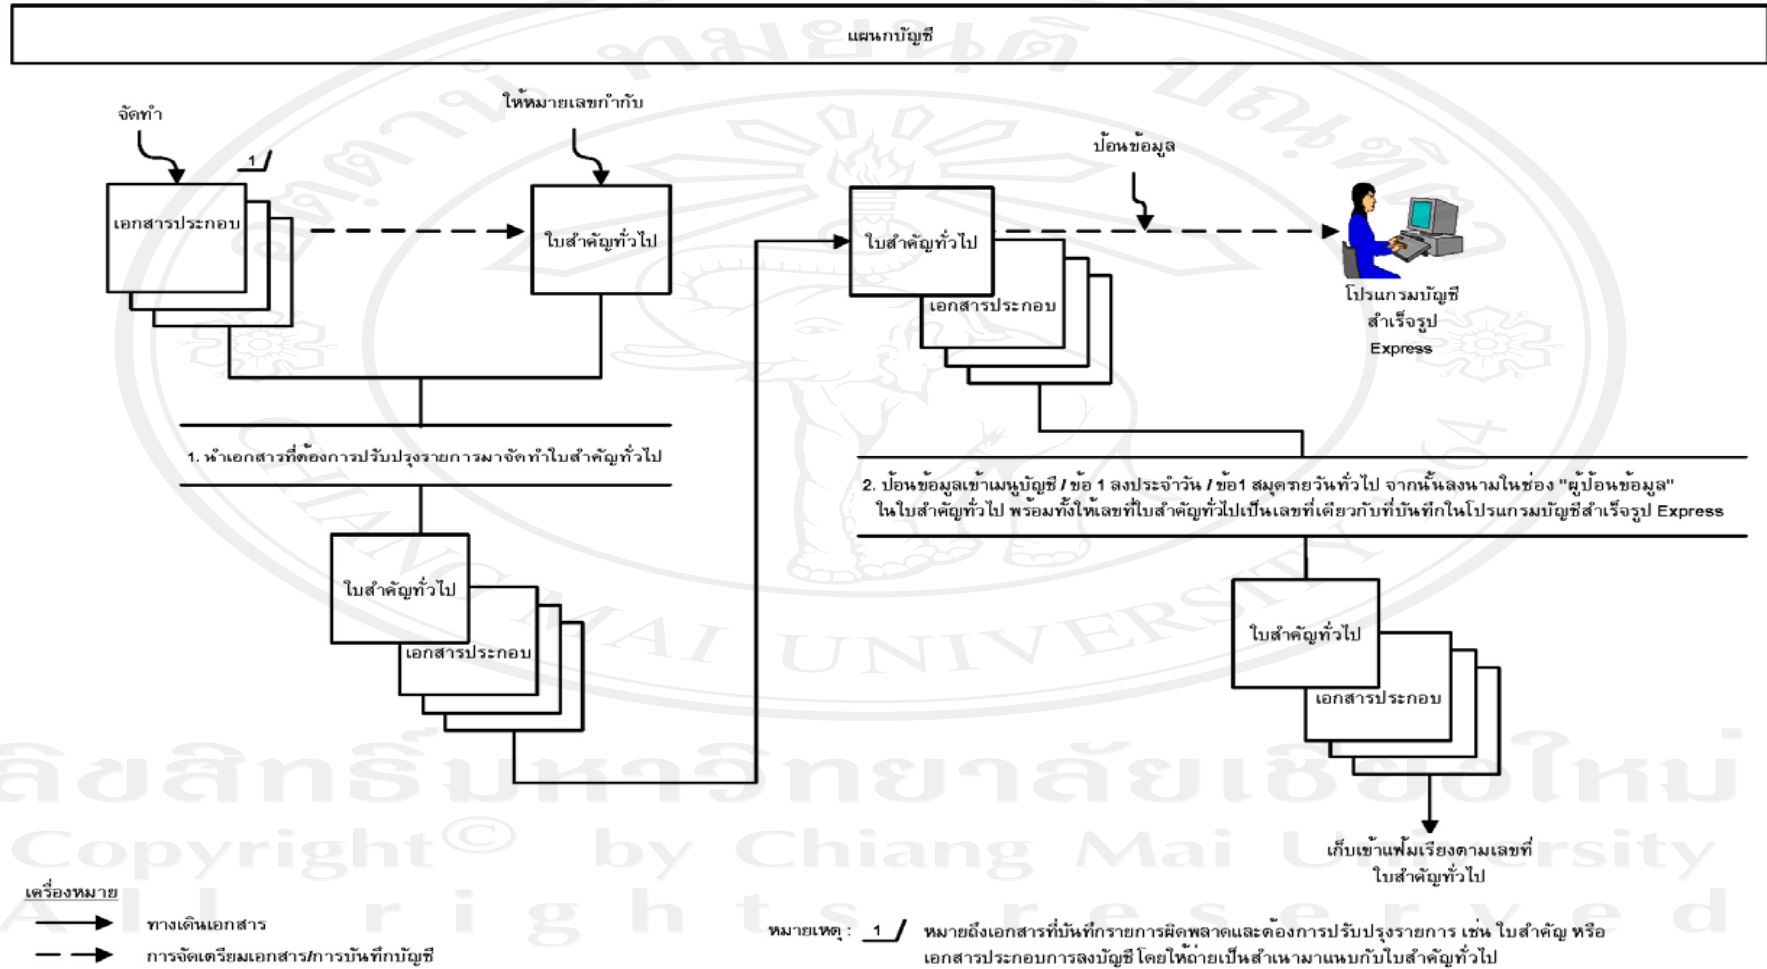 แผนกบัญชี
จัดทำ
ให้หมายเลขกำกับ
ป้อนข้อมูล
1
เอกสารประกอบ
ใบสำคัญทั่วไป
ใบสำคัญทั่วไป
เอกสารประกอบ
โปรแกรมบัญชี
สำเร็จรูป
Express
1. นำเอกสารที่ต้องการปรับปรุงรายการมาจัดทำใบสำคัญทั่วไป
2. ป้อนข้อมูลเข้าเมนูบัญชี / ข้อ 1 ลงประจำวัน / ข้อ1 สมุดรายวันทั่วไป จากนั้นลงนามในช่อง "ผู้ป้อนข้อมูล"
ในใบสำคัญทั่วไป พร้อมทั้งให้เลขที่ใบสำคัญทั่วไปเป็นเลขที่เดียวกับที่บันทึกในโปรแกรมบัญชีสำเร็จรูป Express
ใบสำคัญทั่วไป
เอกสารประกอบ
ใบสำคัญทั่วไป
เอกสารประกอบ
เก็บเข้าแฟ้มเรียงตามเลขที่
ใบสำคัญทั่วไป
เครื่องหมาย
ทางเดินเอกสาร
การจัดเตรียมเอกสาร/การบันทึกบัญชี
หมายเหตุ : 1 หมายถึงเอกสารที่บันทึกรายการผิดพลาดและต้องการปรับปรุงรายการ เช่น ใบสำคัญ หรือ
เอกสารประกอบการลงบัญชี โดยให้ถ่ายเป็นสำเนามาแนบกับใบสำคัญทั่วไป
CHIANG MAI UNIVERSITY 1964
ลิขสิทธิ์มหาวิทยาลัยเชียงใหม่
Copyright© by Chiang Mai University
All rights reserved